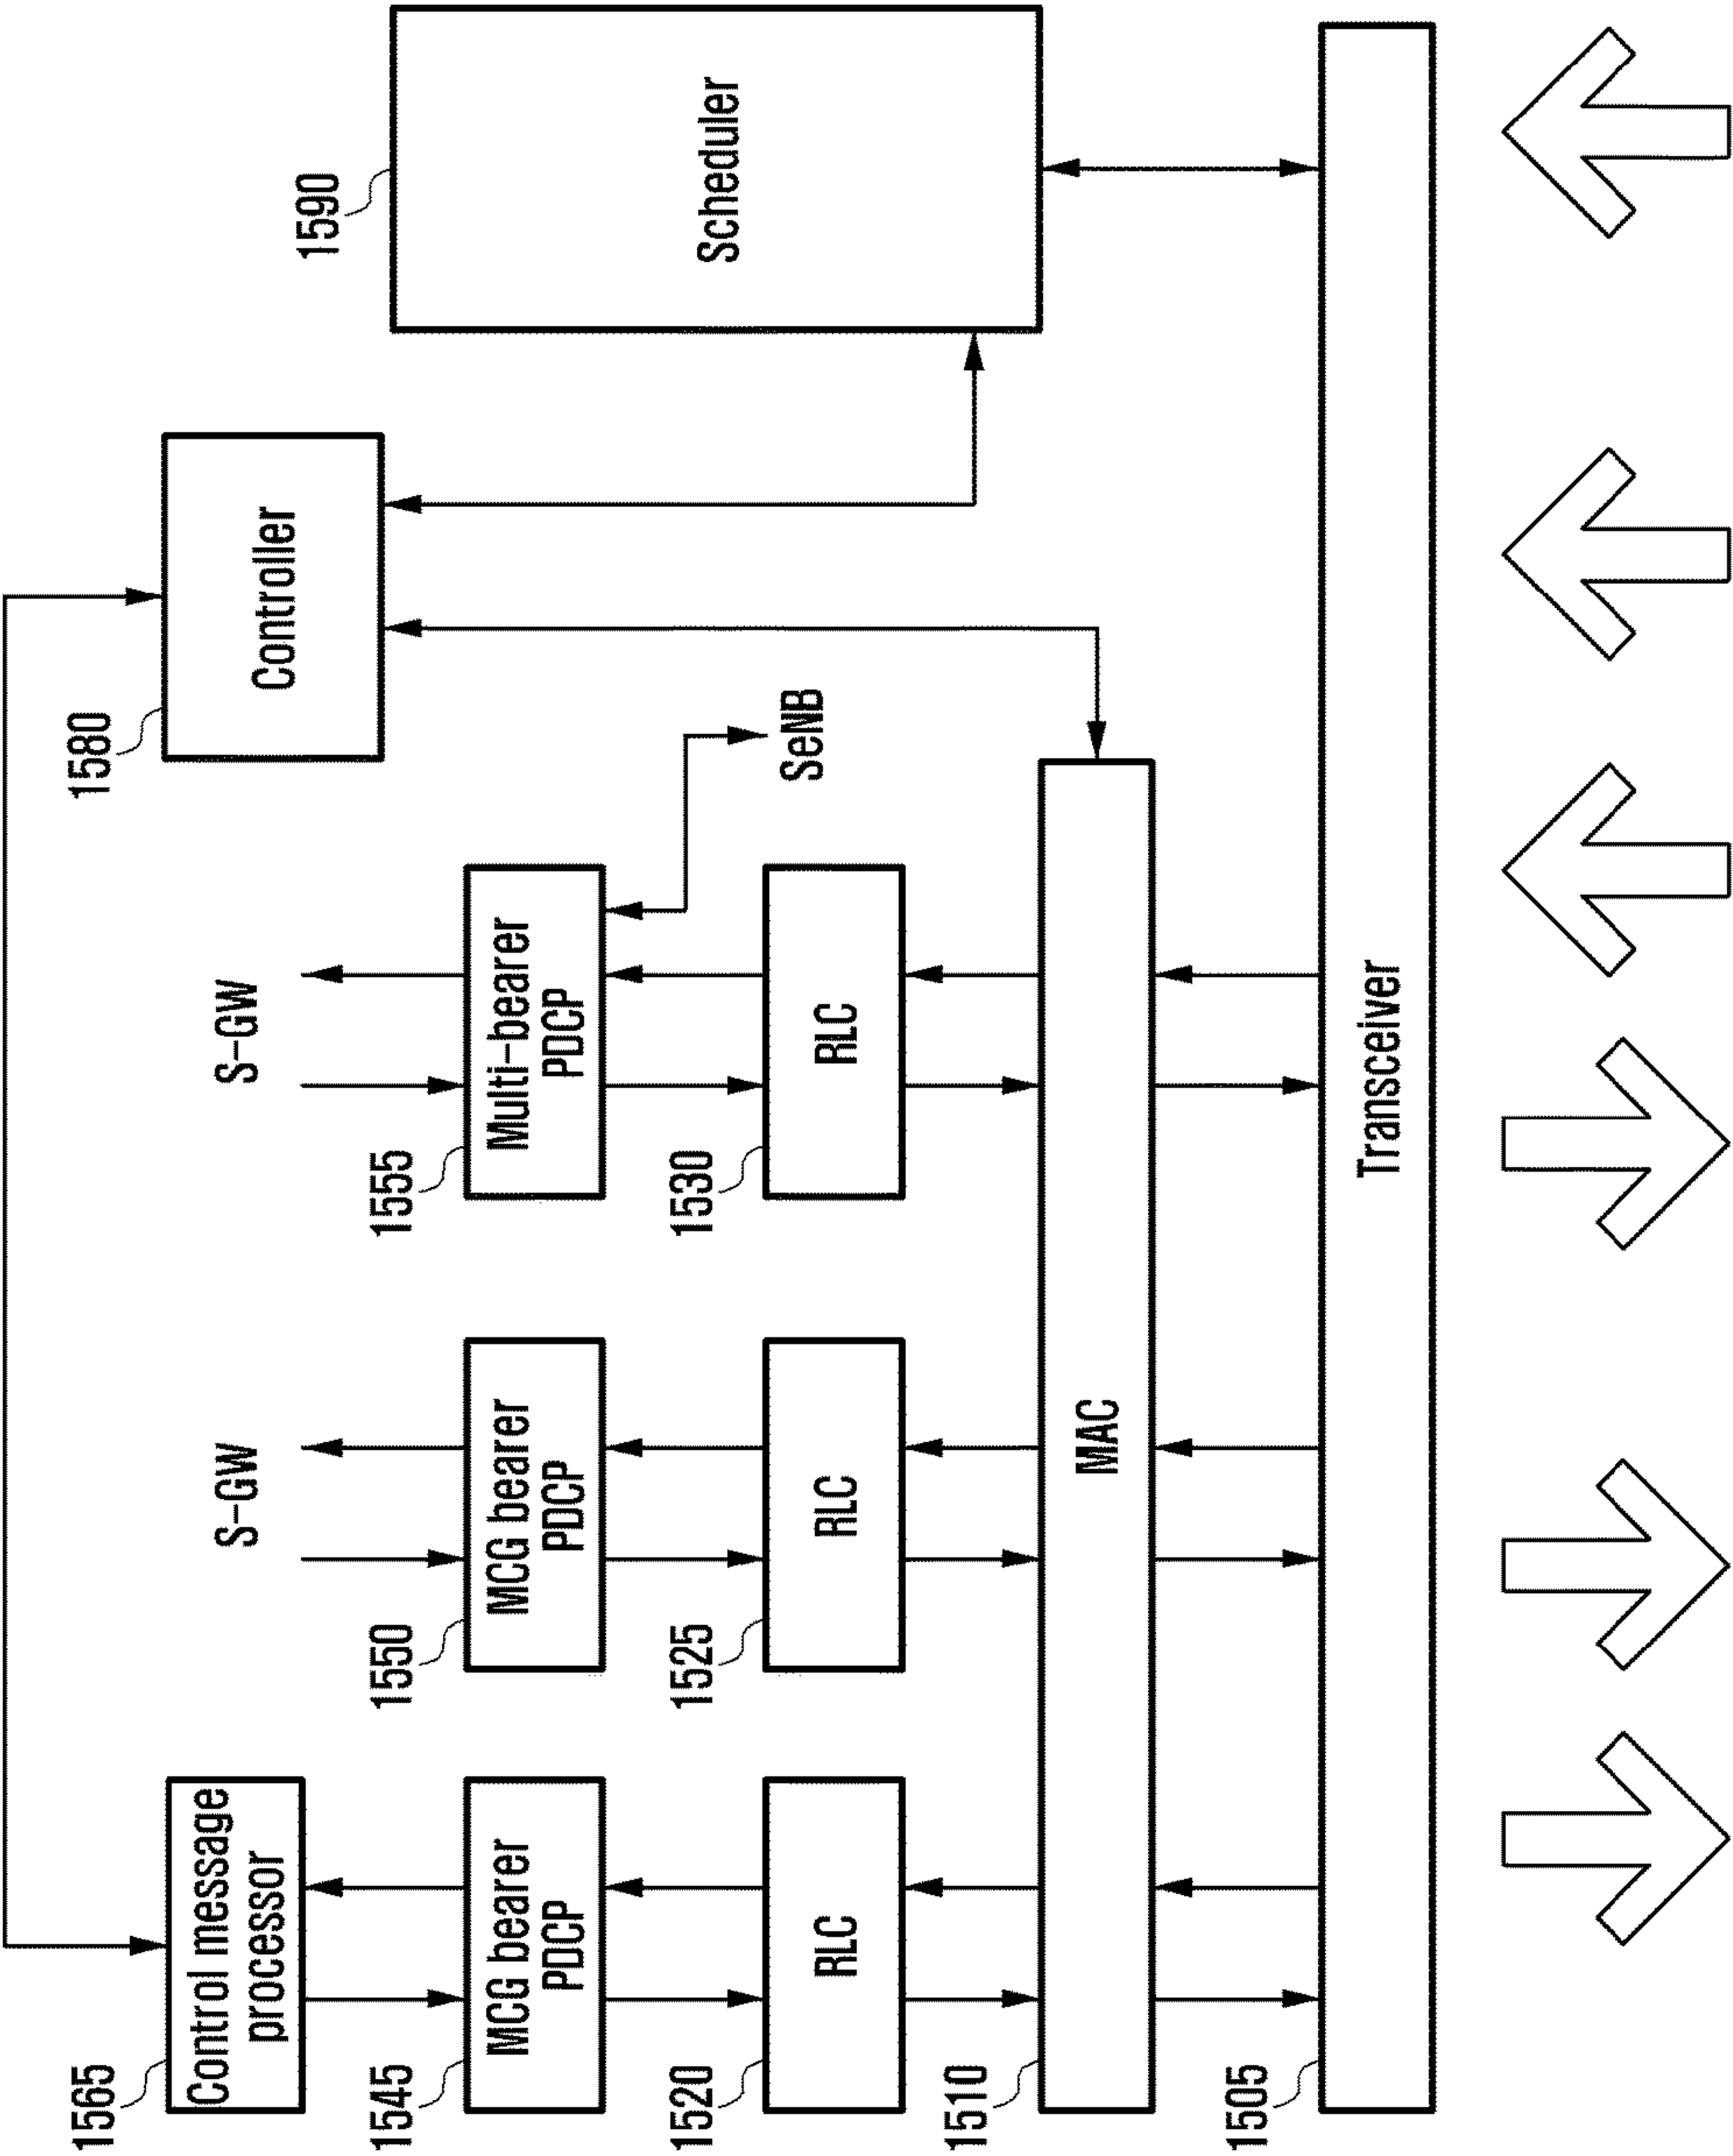 1565
Control message
processor
1580
Controller
S-GW
S-GW
1590
Scheduler
1545
MCG bearer
PDCP
1550
MCG bearer
PDCP
1555
Multi-bearer
PDCP
SeNB
1520
RLC
1525
RLC
1530
RLC
1510
MAC
1505
Transceiver